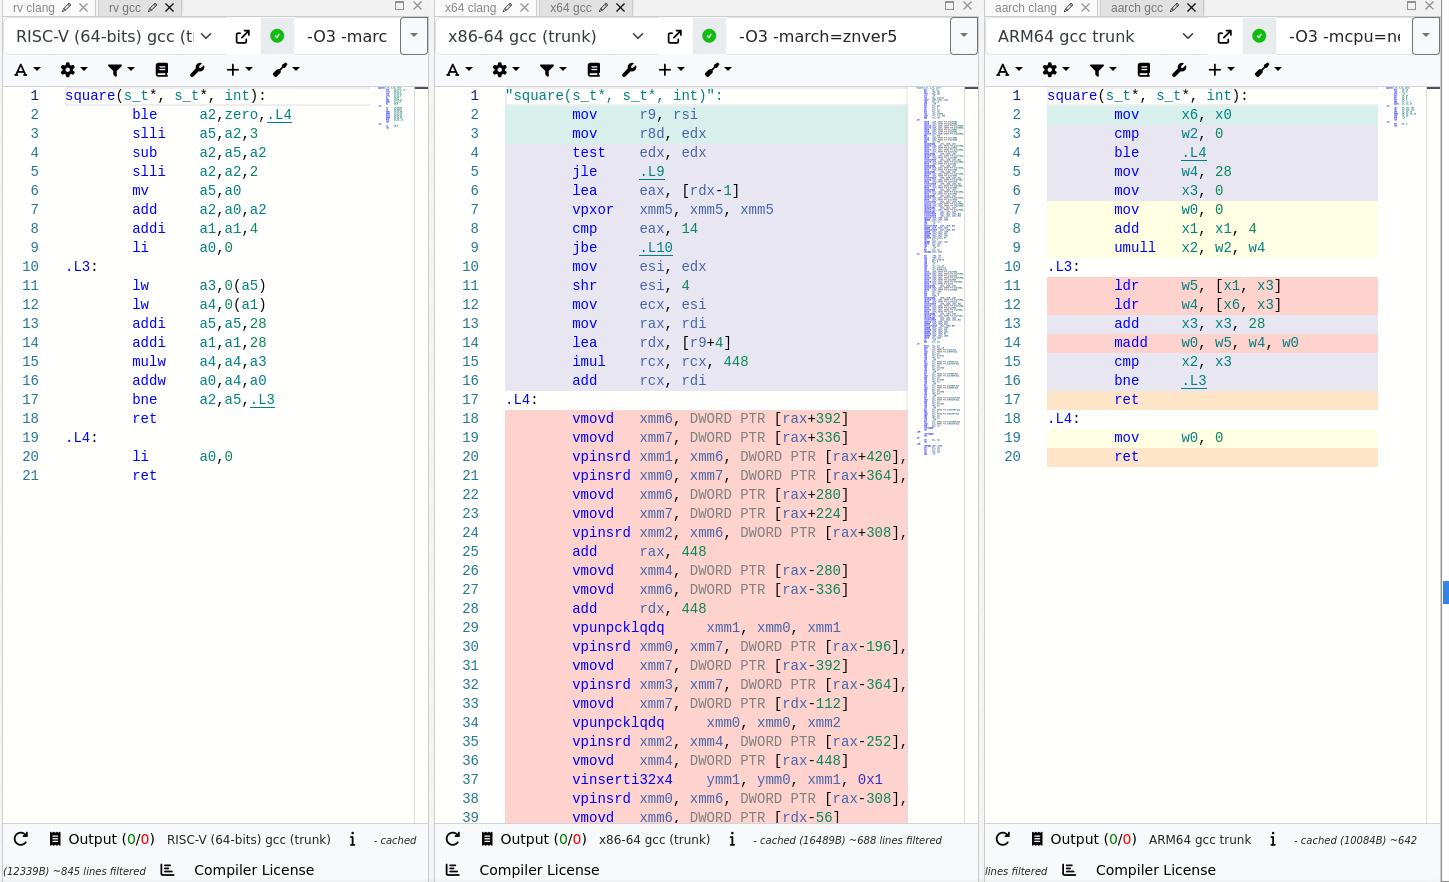 rv clang
rv gcc
RISC-V (64-bits) gcc (t
-O3 -marc
A
1 square(s_t*, s_t*, int):
2 ble a2,zero,.L4
3 slli a5,a2,3
4 sub a2,a5,a2
5 slli a2,a2,2
6 mv a5,a0
7 add a2,a0,a2
8 addi a1,a1,4
9 li a0,0
10 .L3:
11 lw a3,0(a5)
12 lw a4,0(a1)
13 addi a5,a5,28
14 addi a1,a1,28
15 mulw a4,a4,a3
16 addw a0,a4,a0
17 bne a2,a5,.L3
18 ret
19 .L4:
20 li a0,0
21 ret
Output (0/0) RISC-V (64-bits) gcc (trunk) i - cached
(12339B) ~845 lines filtered
Compiler License
x64 clang
x64 gcc
x86-64 gcc (trunk)
-O3 -march=znver5
A
1 "square(s_t*, s_t*, int)":
2 mov r9, rsi
3 mov r8d, edx
4 test edx, edx
5 jle .L9
6 lea eax, [rdx-1]
7 vpxor xmm5, xmm5, xmm5
8 cmp eax, 14
9 jbe .L10
10 mov esi, edx
11 shr esi, 4
12 mov ecx, esi
13 mov rax, rdi
14 lea rdx, [r9+4]
15 imul rcx, rcx, 448
16 add rcx, rdi
17 .L4:
18 vmovd xmm6, DWORD PTR [rax+392]
19 vmovd xmm7, DWORD PTR [rax+336]
20 vpinsrd xmm1, xmm6, DWORD PTR [rax+420],
21 vpinsrd xmm0, xmm7, DWORD PTR [rax+364],
22 vmovd xmm6, DWORD PTR [rax+280]
23 vmovd xmm7, DWORD PTR [rax+224]
24 vpinsrd xmm2, xmm6, DWORD PTR [rax+308],
25 add rax, 448
26 vmovd xmm4, DWORD PTR [rax-280]
27 vmovd xmm6, DWORD PTR [rax-336]
28 add rdx, 448
29 vpunpcklqdq xmm1, xmm0, xmm1
30 vpinsrd xmm0, xmm7, DWORD PTR [rax-196],
31 vmovd xmm7, DWORD PTR [rax-392]
32 vpinsrd xmm3, xmm7, DWORD PTR [rax-364],
33 vmovd xmm7, DWORD PTR [rdx-112]
34 vpunpcklqdq xmm0, xmm0, xmm2
35 vpinsrd xmm2, xmm4, DWORD PTR [rax-252],
36 vmovd xmm4, DWORD PTR [rax-448]
37 vinserti32x4 ymm1, ymm0, xmm1, 0x1
38 vpinsrd xmm0, xmm6, DWORD PTR [rax-308],
39 vmovd xmm6, DWORD PTR [rdx-56]
Output (0/0) x86-64 gcc (trunk) i - cached (16489B) ~688 lines filtered
Compiler License
aarch clang
aarch gcc
ARM64 gcc trunk
-O3 -mcpu=ne
A
1 square(s_t*, s_t*, int):
2 mov x6, x0
3 cmp w2, 0
4 ble .L4
5 mov w4, 28
6 mov x3, 0
7 mov w0, 0
8 add x1, x1, 4
9 umull x2, w2, w4
10 .L3:
11 ldr w5, [x1, x3]
12 ldr w4, [x6, x3]
13 add x3, x3, 28
14 madd w0, w5, w4, w0
15 cmp x2, x3
16 bne .L3
17 ret
18 .L4:
19 mov w0, 0
20 ret
Output (0/0) ARM64 gcc trunk i - cached (10084B) ~642
lines filtered
Compiler License